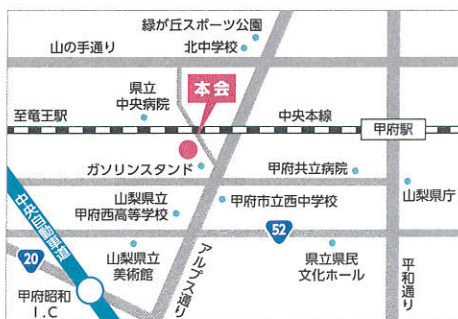 緑が丘スポーツ公園
山の手通り
北中学校
県立
中央病院
本会
至竜王駅
中央本線
甲府駅
ガソリンスタンド
甲府共立病院
山梨県庁
山梨県立
甲府西高等学校
甲府市立西中学校
中央自動車道
52
20
山梨県立
美術館
アルプス通り
県立県民
文化ホール
平和通り
甲府昭和
I.C